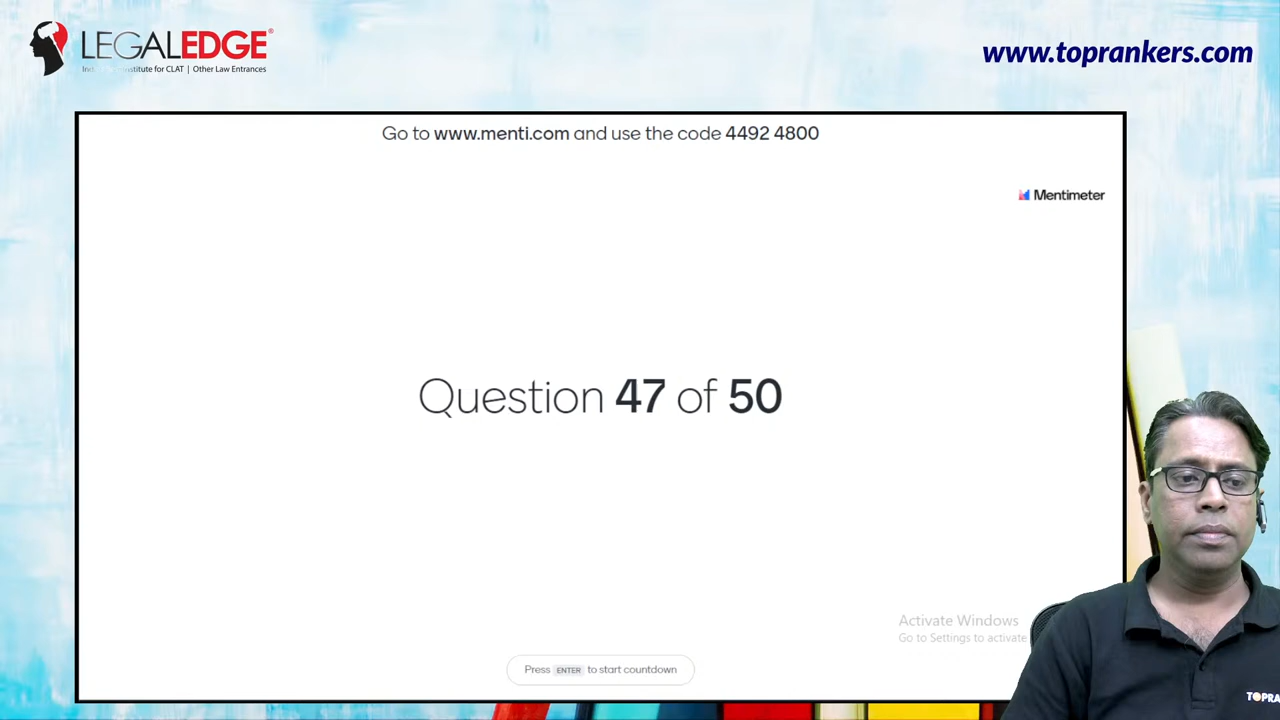 LEGALEDGE
Institute for CLAT | Other Law Entrances
www.toprankers.com
Go to www.menti.com and use the code 4492 4800
Mentimeter
Question 47 of 50
Activate Windows
Go to Settings to activate
Press ENTER to start countdown